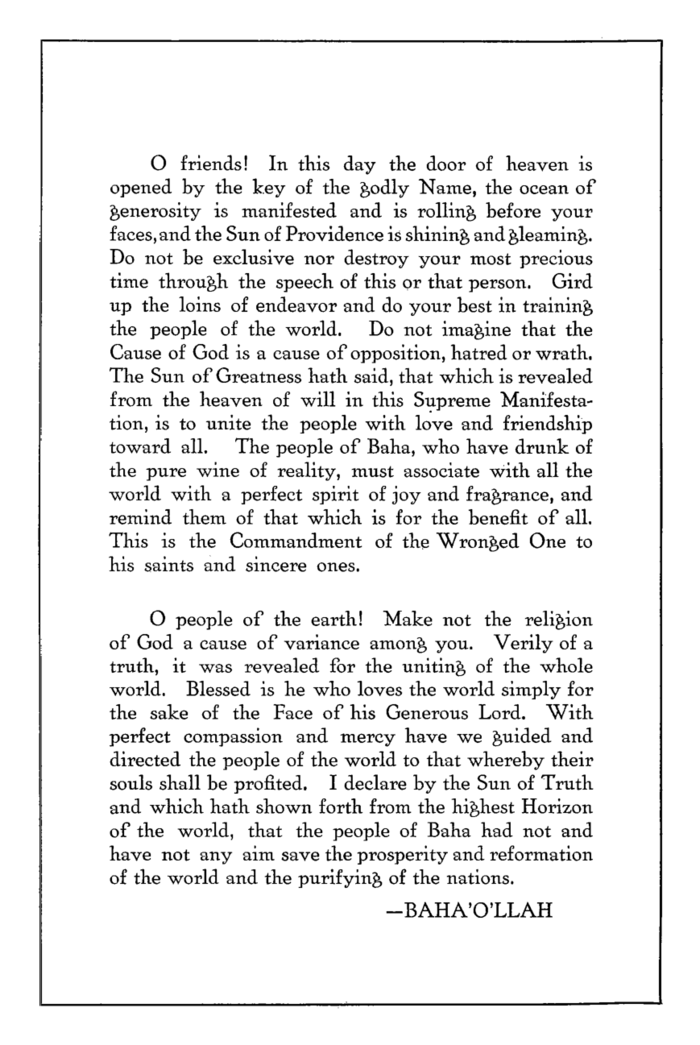 O friends! In this day the door of heaven is
opened by the key of the godly Name, the ocean of
generosity is manifested and is rolling before your
faces, and the Sun of Providence is shining and gleaming.
Do not be exclusive nor destroy your most precious
time through the speech of this or that person. Gird
up the loins of endeavor and do your best in training
the people of the world. Do not imagine that the
Cause of God is a cause of opposition, hatred or wrath.
The Sun of Greatness hath said, that which is revealed
from the heaven of will in this Supreme Manifesta-
tion, is to unite the people with love and friendship
toward all. The people of Baha, who have drunk of
the pure wine of reality, must associate with all the
world with a perfect spirit of joy and fragrance, and
remind them of that which is for the benefit of all.
This is the Commandment of the Wronged One to
his saints and sincere ones.

O people of the earth! Make not the religion
of God a cause of variance among you. Verily of a
truth, it was revealed for the uniting of the whole
world. Blessed is he who loves the world simply for
the sake of the Face of his Generous Lord. With
perfect compassion and mercy have we guided and
directed the people of the world to that whereby their
souls shall be profited. I declare by the Sun of Truth
and which hath shown forth from the highest Horizon
of the world, that the people of Baha had not and
have not any aim save the prosperity and reformation
of the world and the purifying of the nations.
—BAHA'O'LLAH